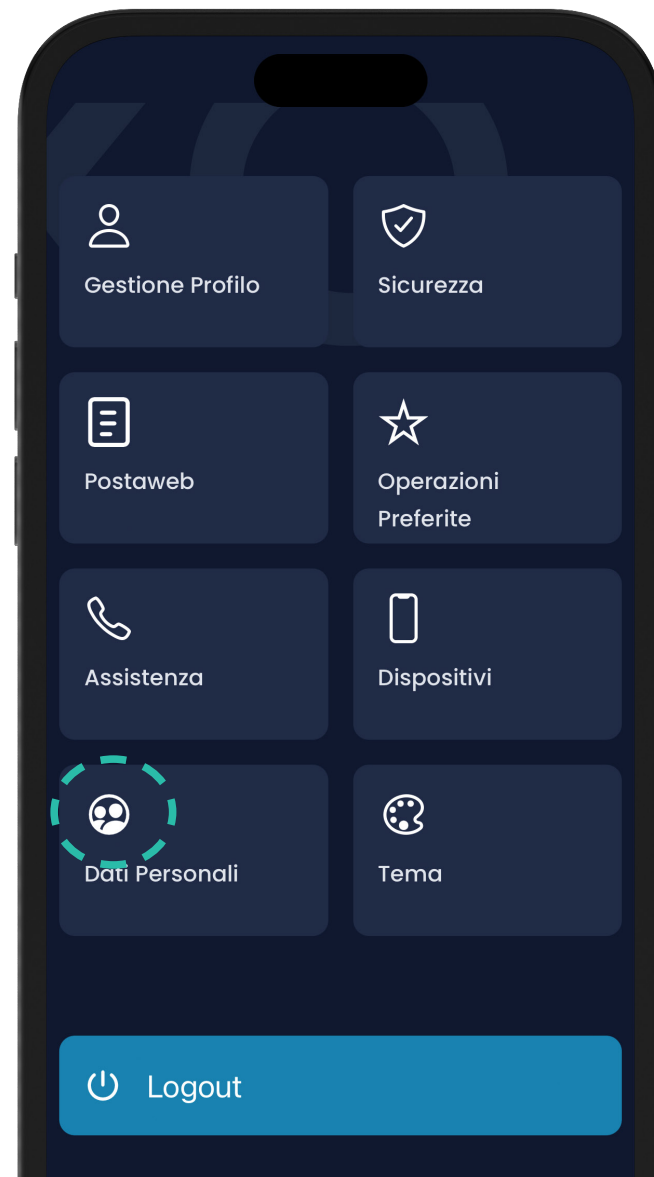 Gestione Profilo
Sicurezza
Postaweb
Operazioni
Preferite
Assistenza
Dispositivi
Dati Personali
Tema
Logout